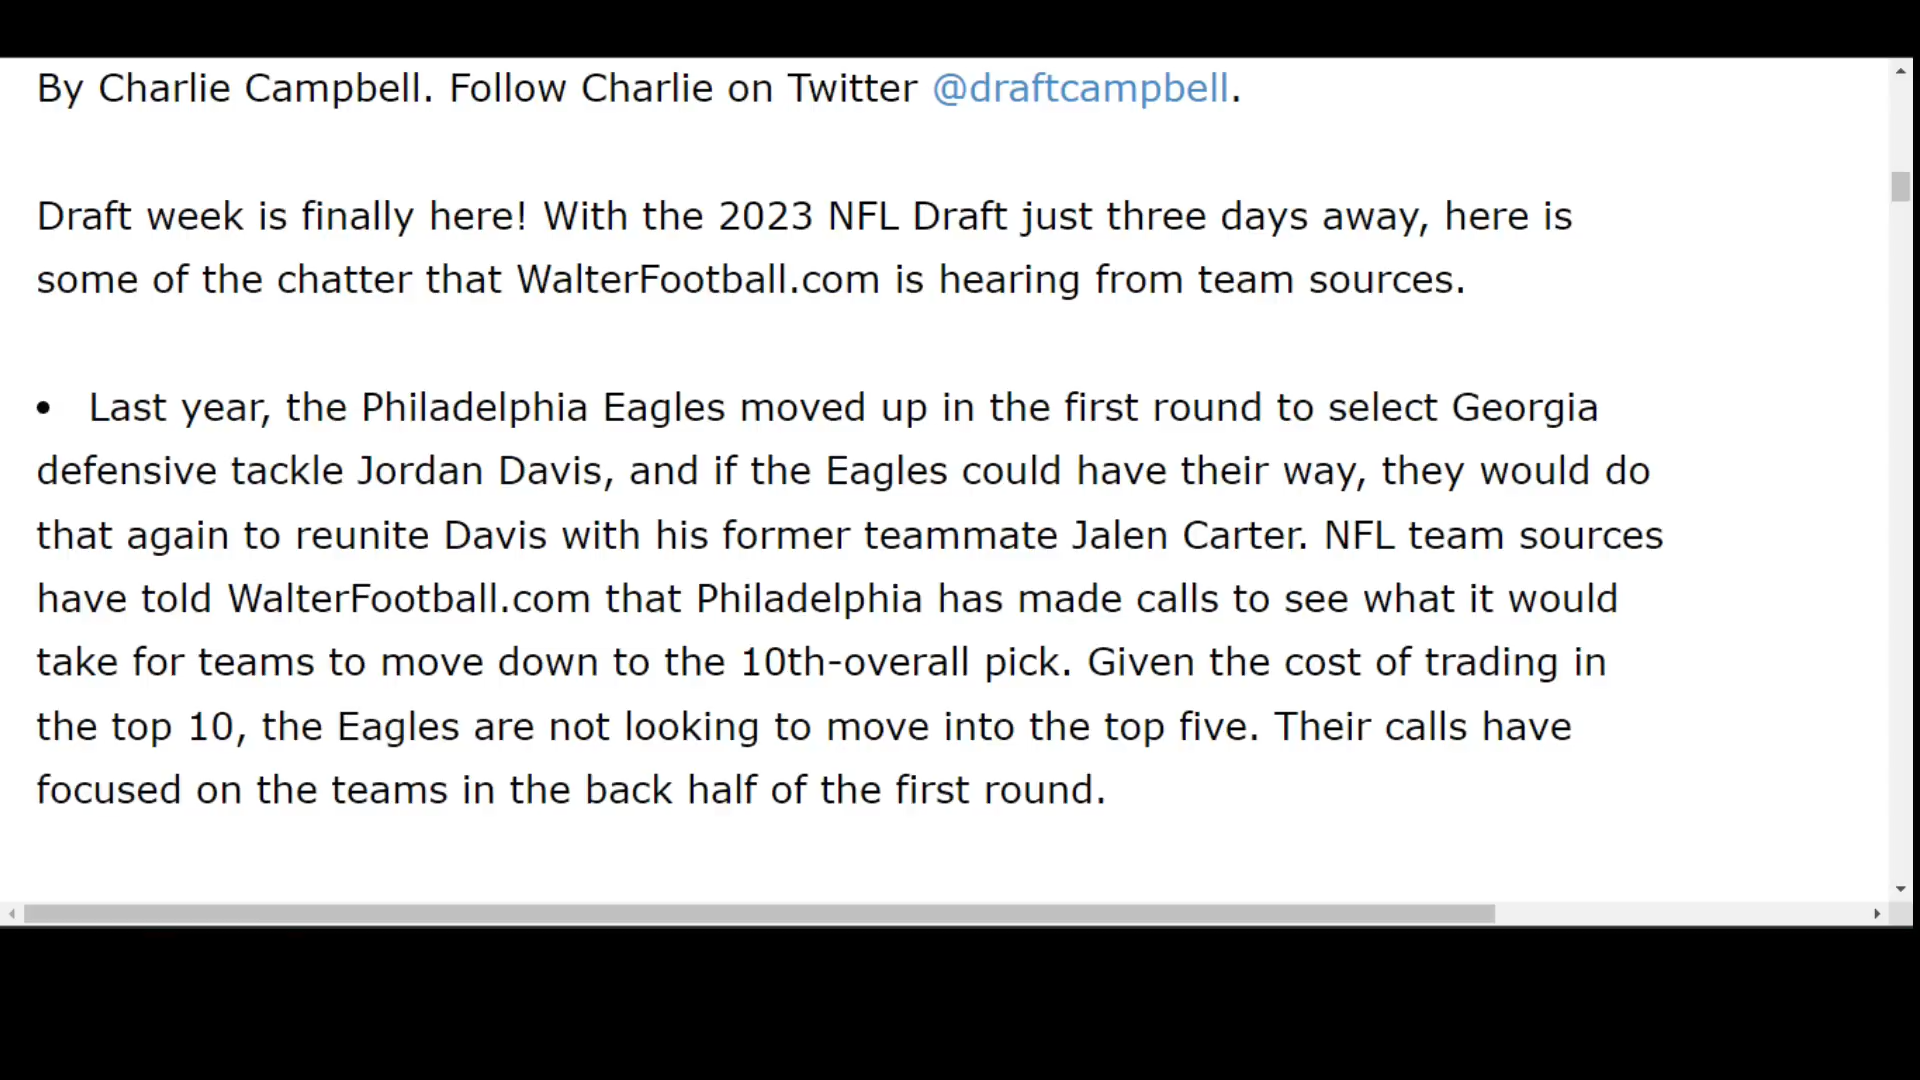 By Charlie Campbell. Follow Charlie on Twitter @draftcampbell.
Draft week is finally here! With the 2023 NFL Draft just three days away, here is
some of the chatter that WalterFootball.com is hearing from team sources.
• Last year, the Philadelphia Eagles moved up in the first round to select Georgia
defensive tackle Jordan Davis, and if the Eagles could have their way, they would do
that again to reunite Davis with his former teammate Jalen Carter. NFL team sources
have told WalterFootball.com that Philadelphia has made calls to see what it would
take for teams to move down to the 10th-overall pick. Given the cost of trading in
the top 10, the Eagles are not looking to move into the top five. Their calls have
focused on the teams in the back half of the first round.